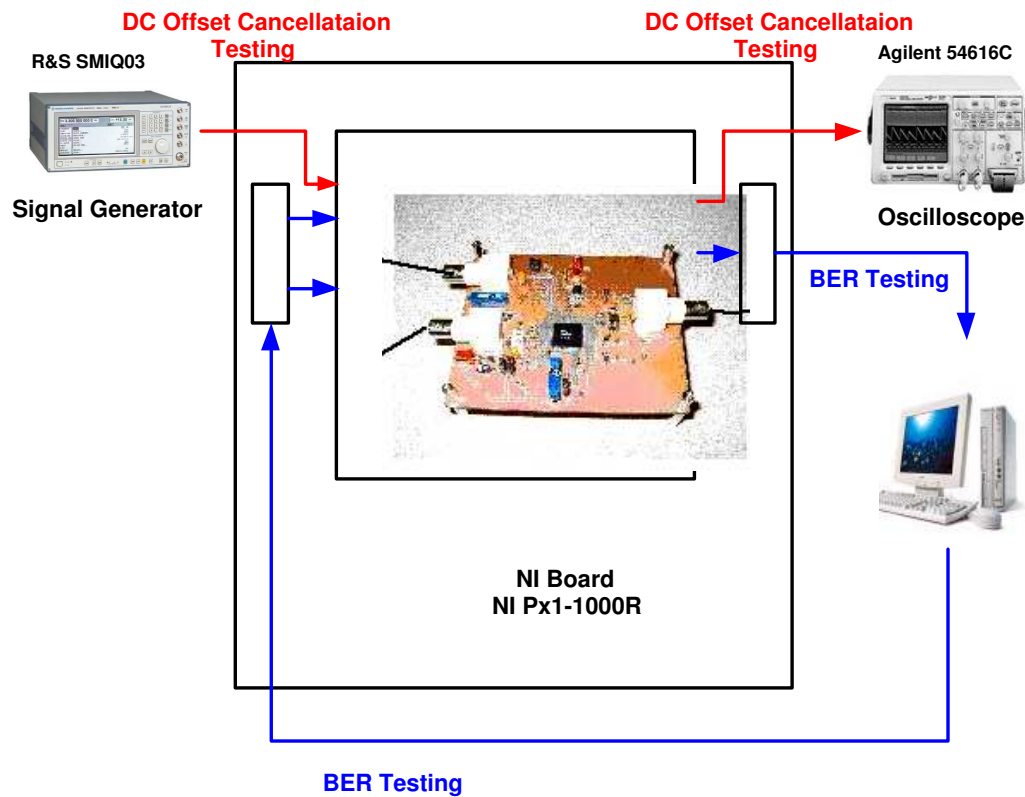 DC Offset Cancellataion
Testing
DC Offset Cancellataion
Testing
R&S SMIQ03
Agilent 54616C
Signal Generator
Oscilloscope
BER Testing
NI Board
NI Px1-1000R
BER Testing